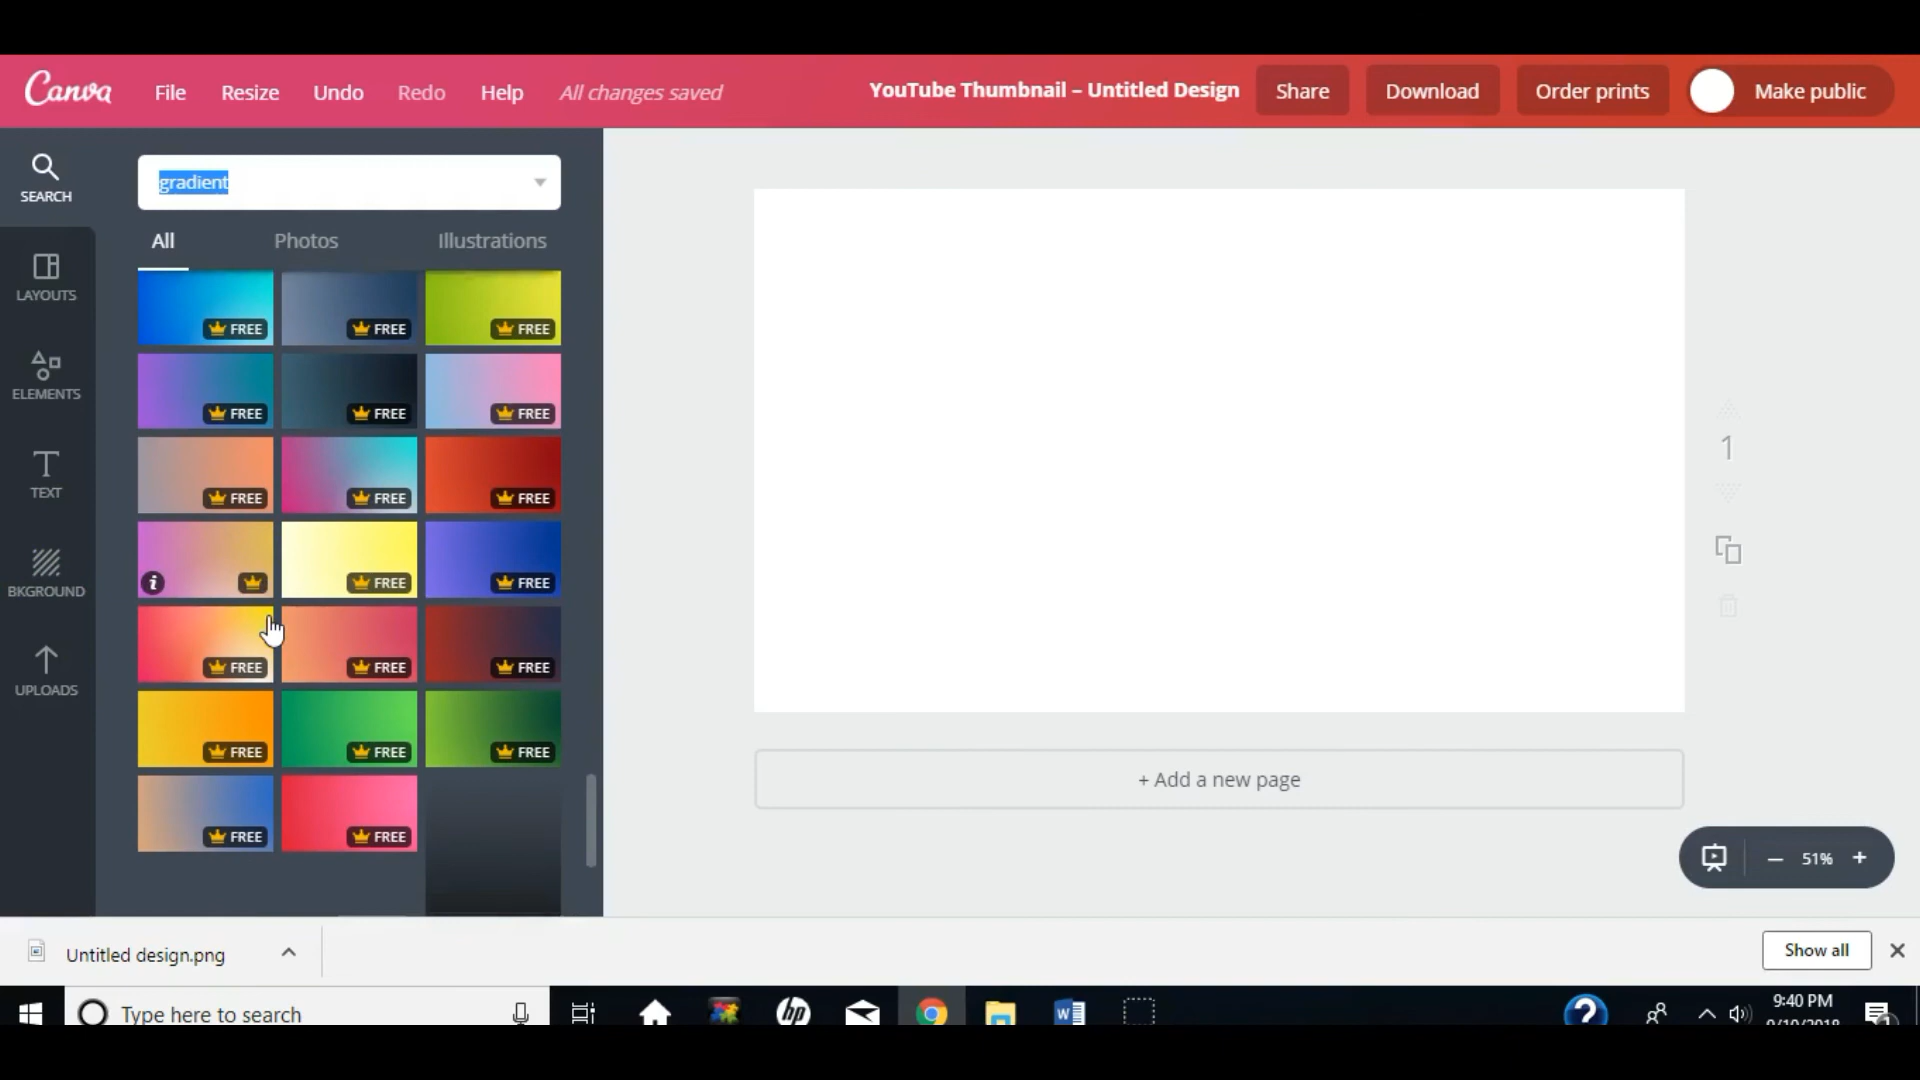 Canva File Resize Undo Redo Help All changes saved YouTube Thumbnail – Untitled Design Share Download Order prints Make public
SEARCH
LAYOUTS
ELEMENTS
TEXT
BKGROUND
UPLOADS
gradient
All Photos Illustrations
FREE FREE FREE
FREE FREE FREE
FREE FREE FREE
i FREE FREE
FREE FREE FREE
FREE FREE FREE
FREE FREE
1
+ Add a new page
51%
Untitled design.png
Show all
Type here to search
hp
W
?
9:40 PM